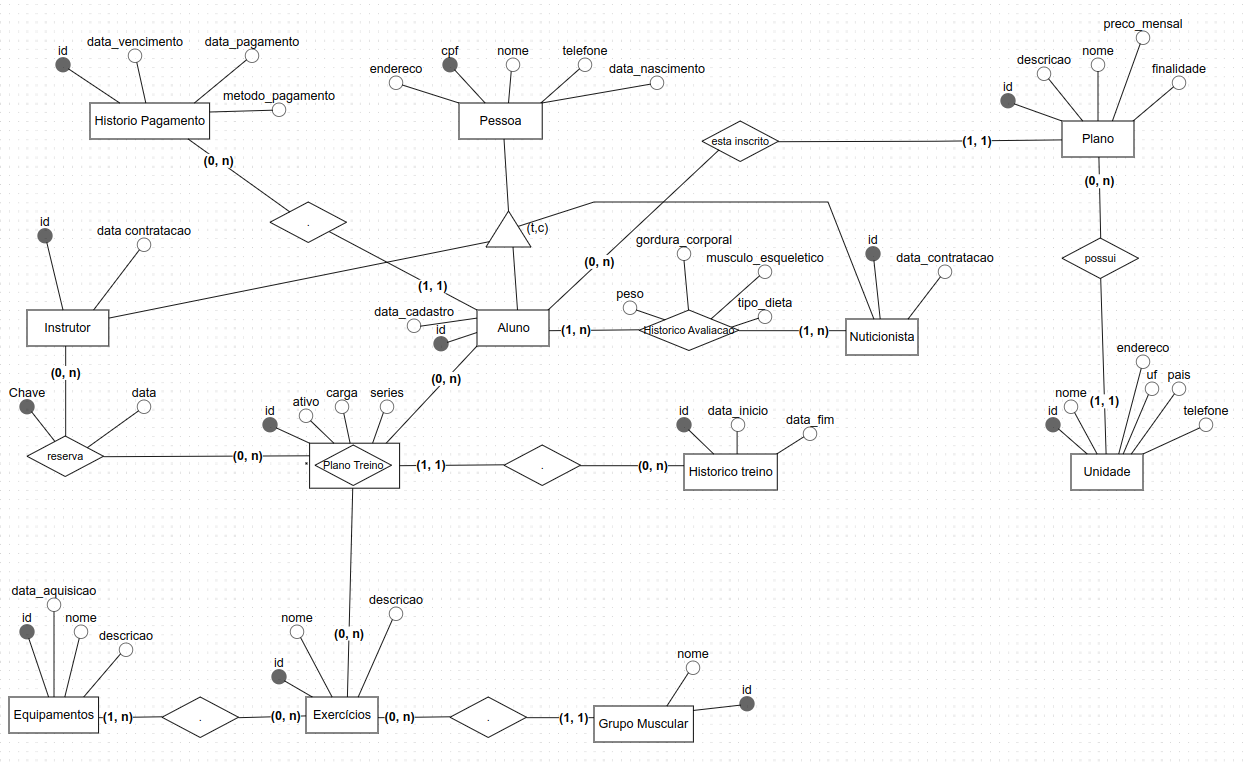 preco_mensal
data_vencimento
data_pagamento
id
cpf
nome
telefone
nome
descricao
endereco
data_nascimento
finalidade
id
metodo_pagamento
Historio Pagamento
Pessoa
esta inscrito
(1, 1)
Plano
(0, n)
(0, n)
id
data contratacao
.
(t,c)
gordura_corporal
id
musculo_esqueletico
data_contratacao
possui
(0, n)
(1, 1)
peso
tipo_dieta
data_cadastro
id
Instrutor
Aluno
(1, n)
Historico Avaliacao
(1, n)
Nuticionista
endereco
(0, n)
(0, n)
uf
pais
Chave
data
id
ativo
carga
series
id
data_inicio
data_fim
nome
(1, 1)
id
telefone
reserva
(0, n)
*
Plano Treino
(1, 1)
.
(0, n)
Historico treino
Unidade
data_aquisicao
id
nome
descricao
nome
descricao
(0, n)
id
nome
id
Equipamentos
(1, n)
.
(0, n)
Exercícios
(0, n)
.
(1, 1)
Grupo Muscular